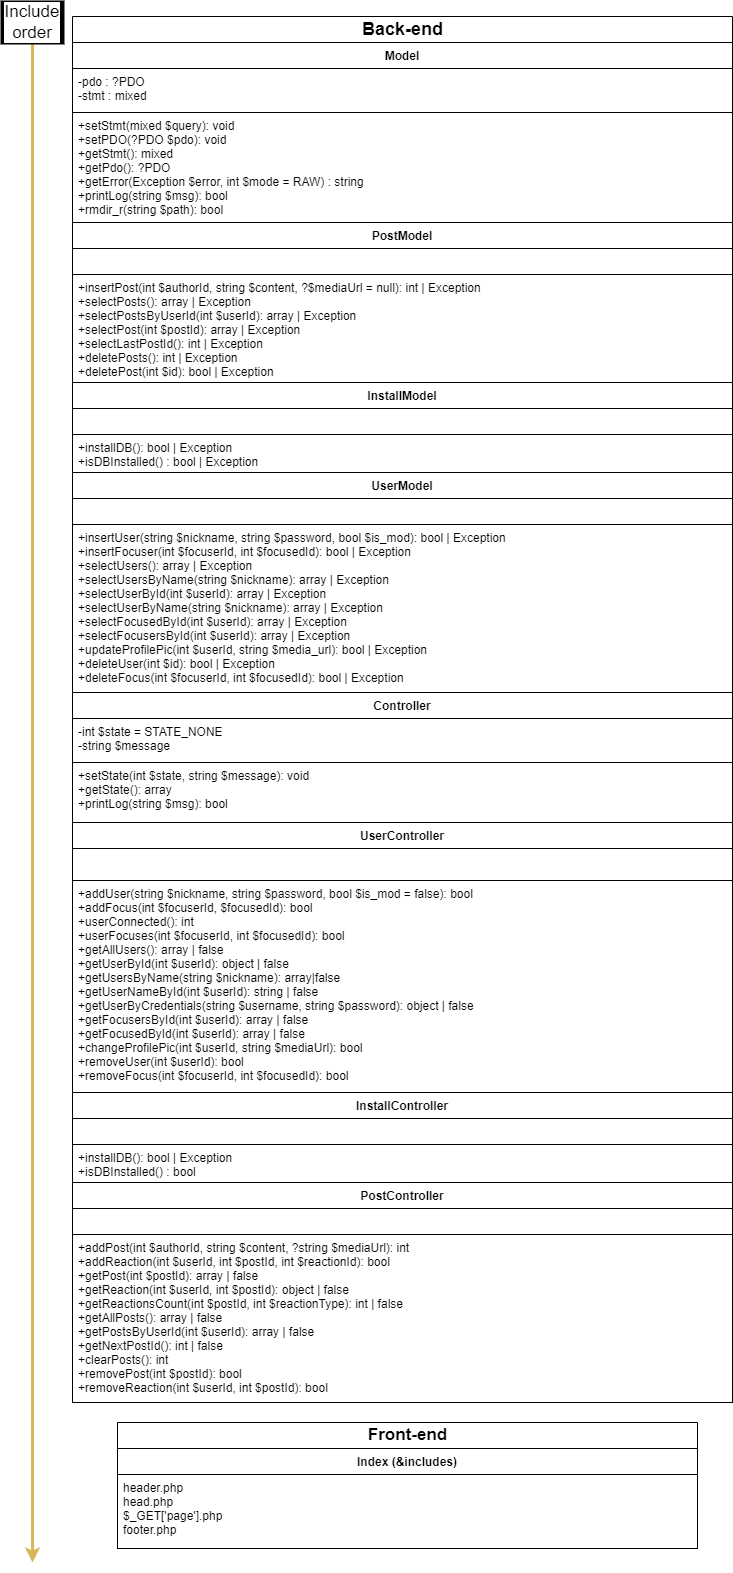 Include
order
Back-end
Model
-pdo : ?PDO
-stmt : mixed
+setStmt(mixed $query): void
+setPDO(?PDO $pdo): void
+getStmt(): mixed
+getPdo(): ?PDO
+getError(Exception $error, int $mode = RAW) : string
+printLog(string $msg): bool
+rmdir_r(string $path): bool
PostModel
+insertPost(int $authorId, string $content, ?$mediaUrl = null): int | Exception
+selectPosts(): array | Exception
+selectPostsByUserId(int $userId): array | Exception
+selectPost(int $postId): array | Exception
+selectLastPostId(): int | Exception
+deletePosts(): int | Exception
+deletePost(int $id): bool | Exception
InstallModel
+installDB(): bool | Exception
+isDBInstalled() : bool | Exception
UserModel
+insertUser(string $nickname, string $password, bool $is_mod): bool | Exception
+insertFocuser(int $focuserId, int $focusedId): bool | Exception
+selectUsers(): array | Exception
+selectUsersByName(string $nickname): array | Exception
+selectUserById(int $userId): array | Exception
+selectUserByName(string $nickname): array | Exception
+selectFocusedById(int $userId): array | Exception
+selectFocusersById(int $userId): array | Exception
+updateProfilePic(int $userId, string $media_url): bool | Exception
+deleteUser(int $id): bool | Exception
+deleteFocus(int $focuserId, int $focusedId): bool | Exception
Controller
-int $state = STATE_NONE
-string $message
+setState(int $state, string $message): void
+getState(): array
+printLog(string $msg): bool
UserController
+addUser(string $nickname, string $password, bool $is_mod = false): bool
+addFocus(int $focuserId, $focusedId): bool
+userConnected(): int
+userFocuses(int $focuserId, int $focusedId): bool
+getAllUsers(): array | false
+getUserById(int $userId): object | false
+getUsersByName(string $nickname): array|false
+getUserNameById(int $userId): string | false
+getUserByCredentials(string $username, string $password): object | false
+getFocusersById(int $userId): array | false
+getFocusedById(int $userId): array | false
+changeProfilePic(int $userId, string $mediaUrl): bool
+removeUser(int $userId): bool
+removeFocus(int $focuserId, int $focusedId): bool
InstallController
+installDB(): bool | Exception
+isDBInstalled() : bool
PostController
+addPost(int $authorId, string $content, ?string $mediaUrl): int
+addReaction(int $userId, int $postId, int $reactionId): bool
+getPost(int $postId): array | false
+getReaction(int $userId, int $postId): object | false
+getReactionsCount(int $postId, int $reactionType): int | false
+getAllPosts(): array | false
+getPostsByUserId(int $userId): array | false
+getNextPostId(): int | false
+clearPosts(): int
+removePost(int $postId): bool
+removeReaction(int $userId, int $postId): bool
Front-end
Index (&includes)
header.php
head.php
$_GET['page'].php
footer.php